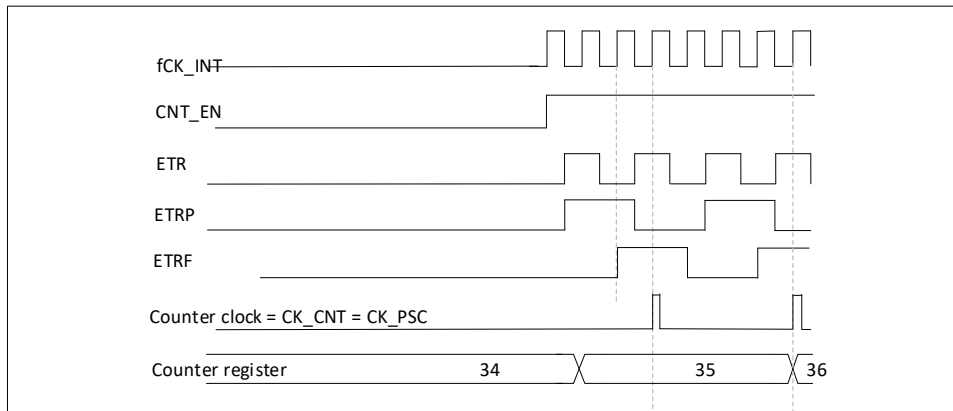 fCK_INT
CNT_EN
ETR
ETRP
ETRF
Counter clock = CK_CNT = CK_PSC
Counter register 34 35 36